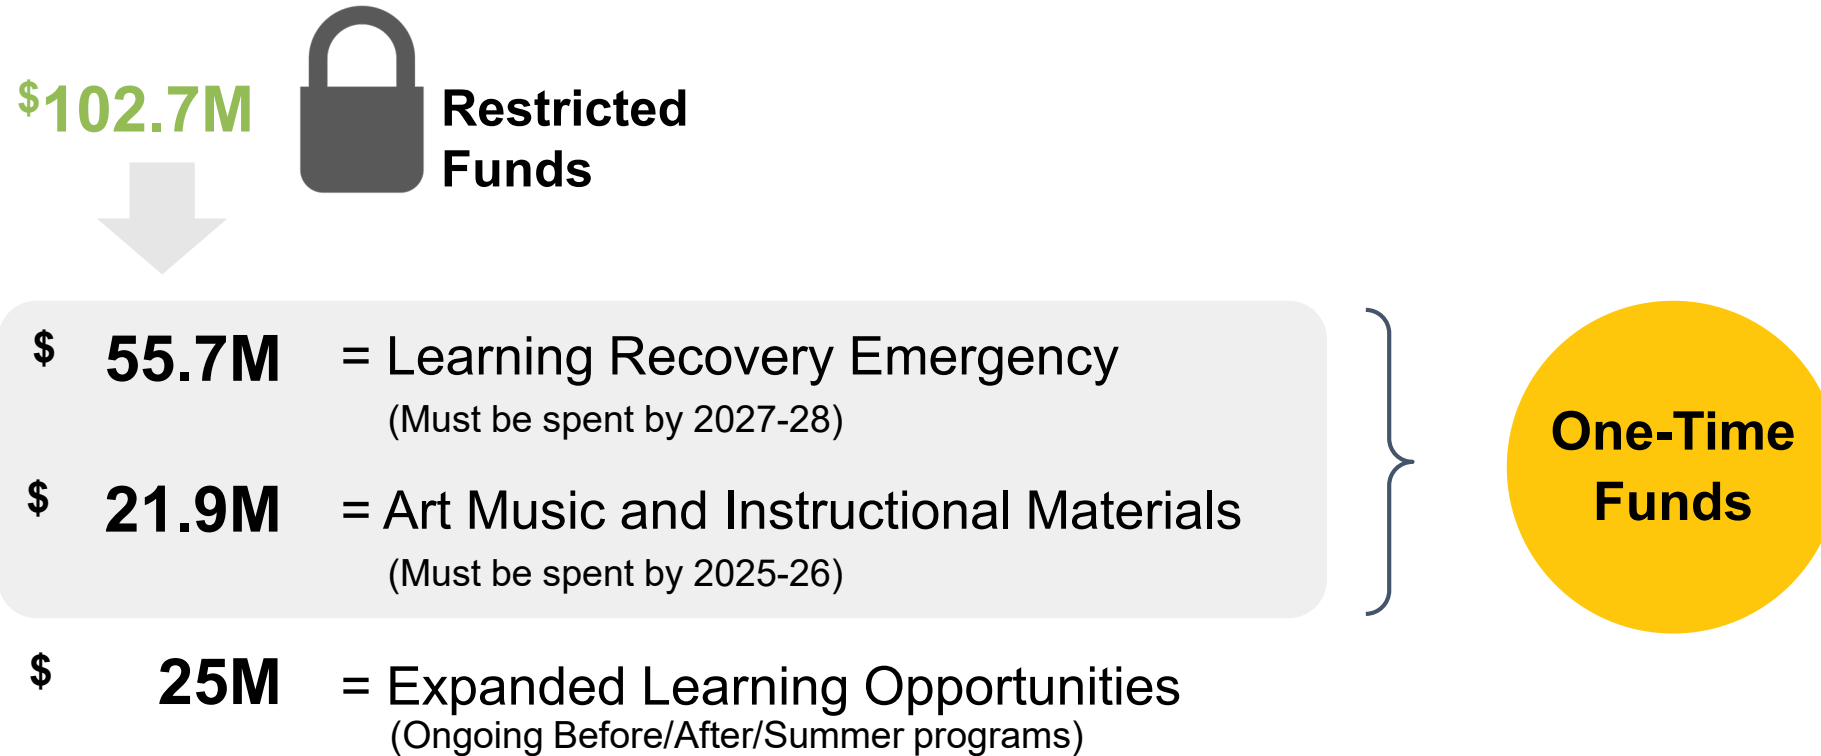 $102.7M
Restricted
Funds
$ 55.7M = Learning Recovery Emergency
(Must be spent by 2027-28)
$ 21.9M = Art Music and Instructional Materials
(Must be spent by 2025-26)
One-Time
Funds
$ 25M = Expanded Learning Opportunities
(Ongoing Before/After/Summer programs)